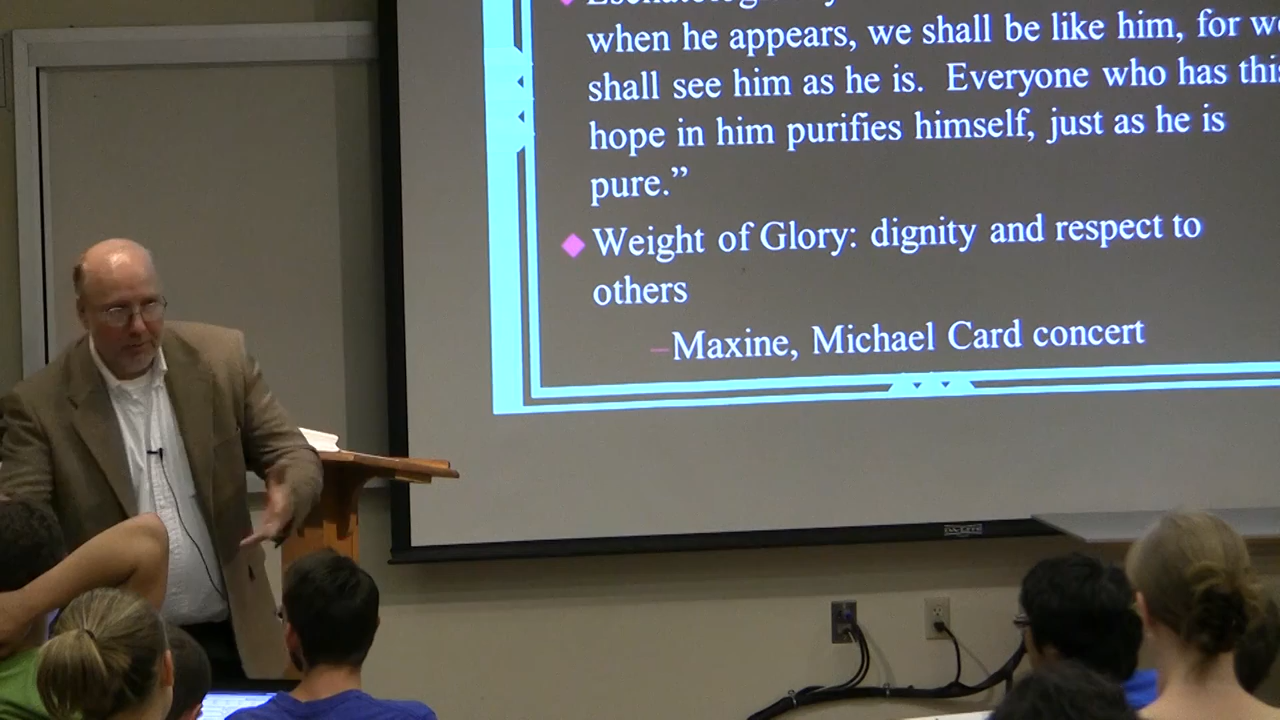 when he appears, we shall be like him, for we
shall see him as he is. Everyone who has this
hope in him purifies himself, just as he is
pure.”
Weight of Glory: dignity and respect to
others
–Maxine, Michael Card concert
DA-LITE